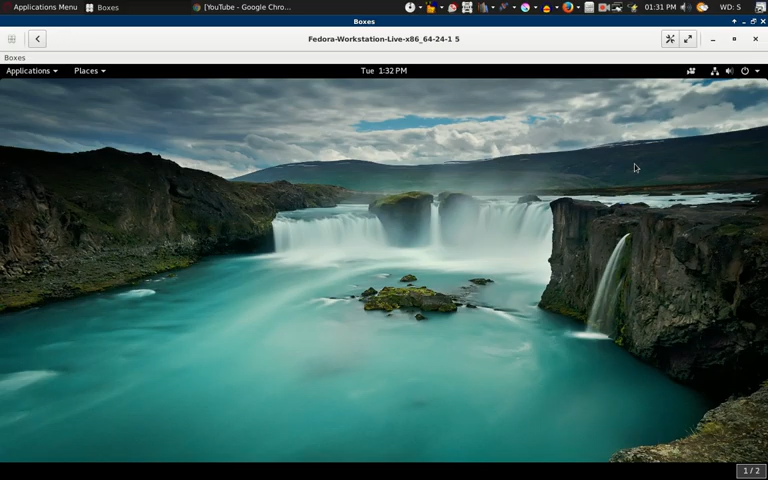 Applications Menu Boxes [YouTube - Google Chro... 01:31 PM WD: S
Boxes
Fedora-Workstation-Live-x86_64-24-1 5
Boxes
Applications Places Tue 1:32 PM
1 / 2